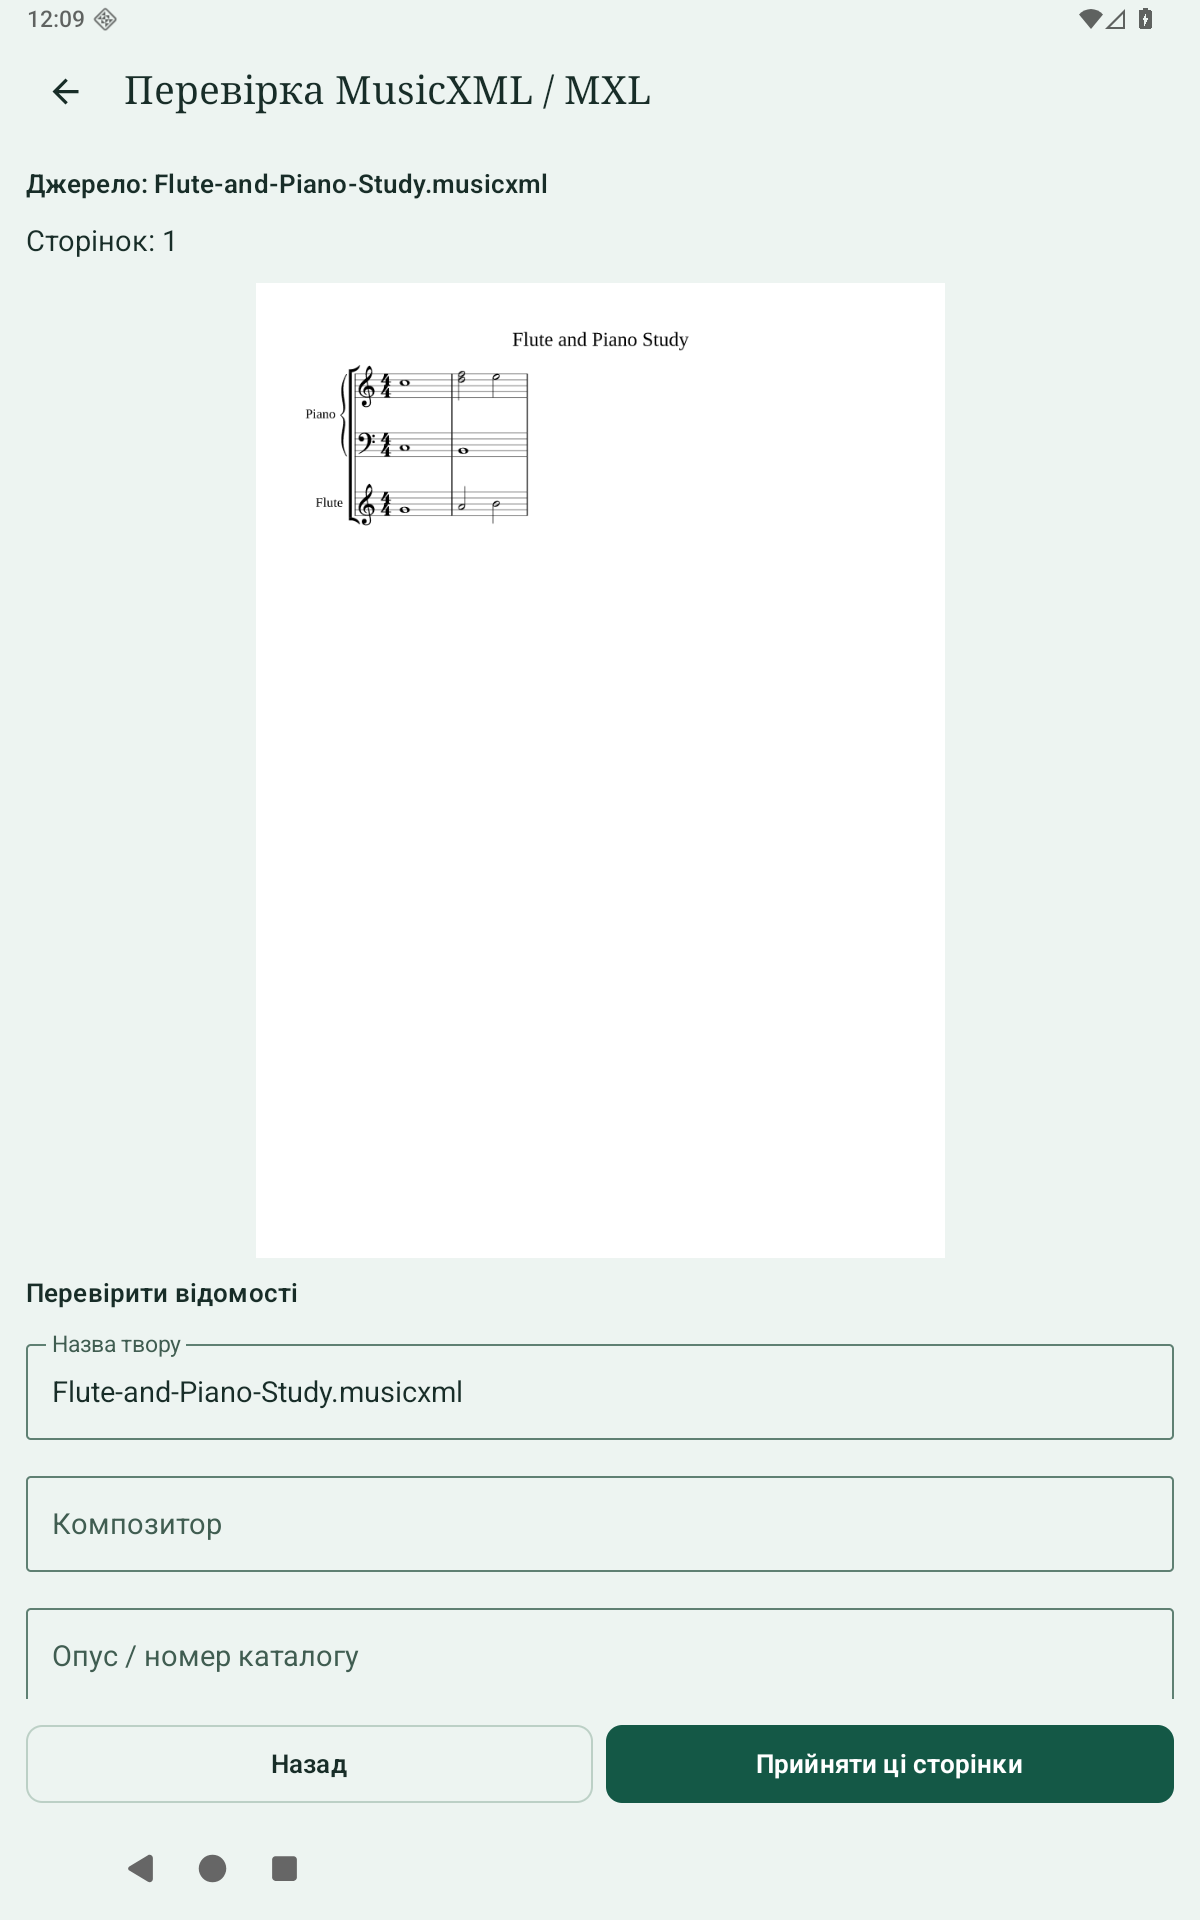 12:09
Перевірка MusicXML / MXL
Джерело: Flute-and-Piano-Study.musicxml
Сторінок: 1
Flute and Piano Study
Piano
Flute
Перевірити відомості
Назва твору
Flute-and-Piano-Study.musicxml
Композитор
Опус / номер каталогу
Назад
Прийняти ці сторінки